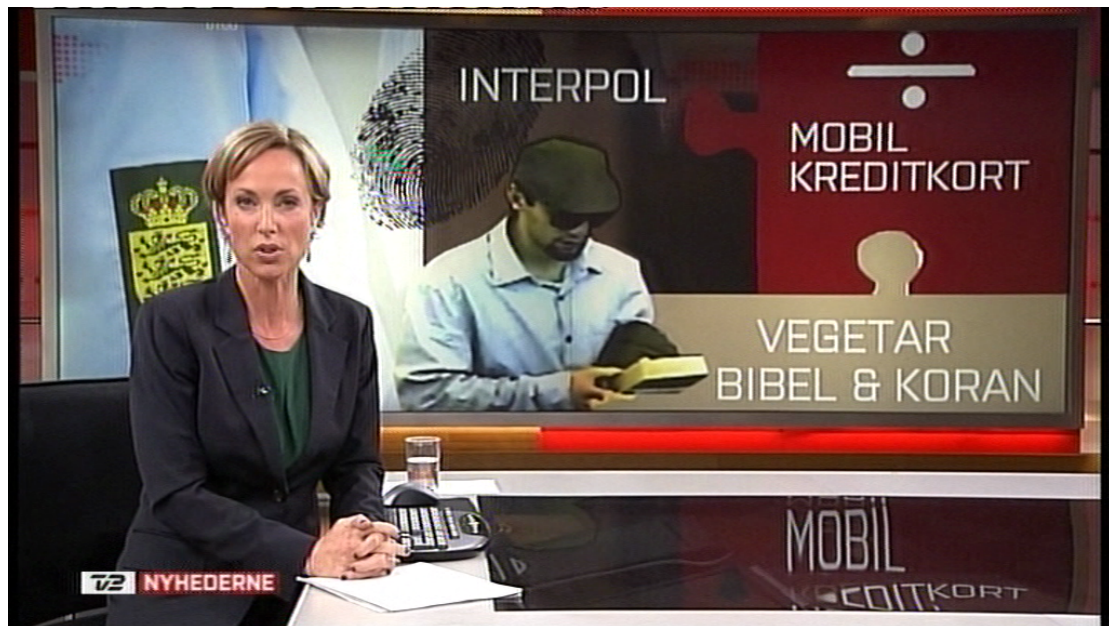 INTERPOL
MOBIL
KREDITKORT
VEGETAR
BIBEL & KORAN
MOBIL
KREDITKORT
TV2 NYHEDERNE